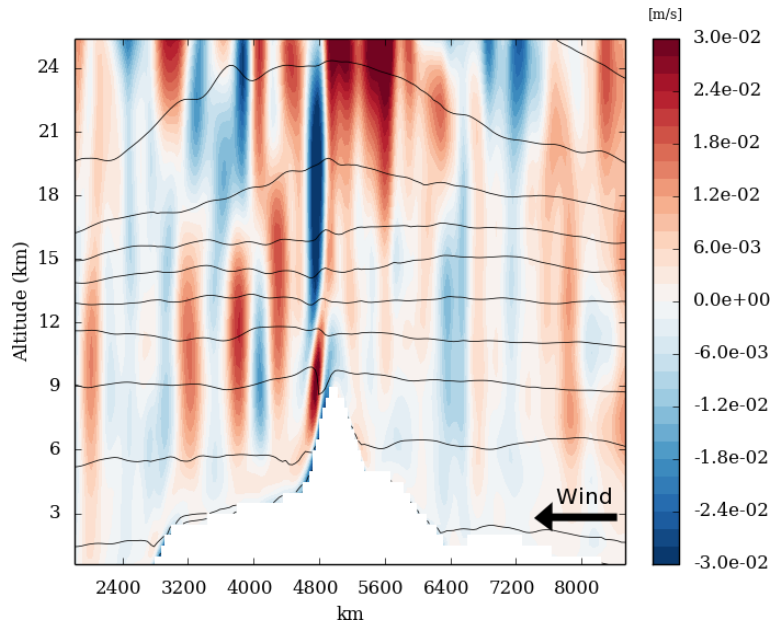 [m/s]
3.0e-02
2.4e-02
1.8e-02
1.2e-02
6.0e-03
0.0e+00
-6.0e-03
-1.2e-02
-1.8e-02
-2.4e-02
-3.0e-02
24
21
18
15
12
9
6
3
Altitude (km)
Wind
2400 3200 4000 4800 5600 6400 7200 8000
km